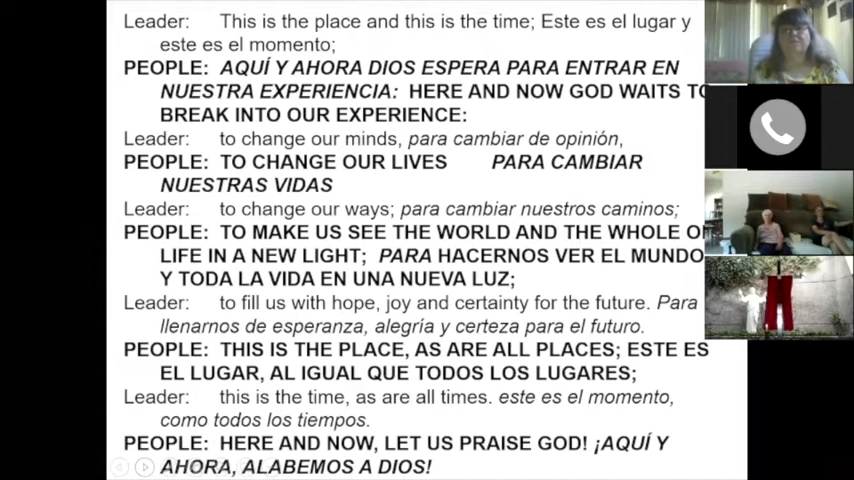 Leader: This is the place and this is the time; Este es el lugar y
este es el momento;
PEOPLE: AQUÍ Y AHORA DIOS ESPERA PARA ENTRAR EN
NUESTRA EXPERIENCIA: HERE AND NOW GOD WAITS TO
BREAK INTO OUR EXPERIENCE:
Leader: to change our minds, para cambiar de opinión,
PEOPLE: TO CHANGE OUR LIVES PARA CAMBIAR
NUESTRAS VIDAS
Leader: to change our ways; para cambiar nuestros caminos;
PEOPLE: TO MAKE US SEE THE WORLD AND THE WHOLE
LIFE IN A NEW LIGHT; PARA HACERNOS VER EL MUNDO
Y TODA LA VIDA EN UNA NUEVA LUZ;
Leader: to fill us with hope, joy and certainty for the future. Para
llenarnos de esperanza, alegría y certeza para el futuro.
PEOPLE: THIS IS THE PLACE, AS ARE ALL PLACES; ESTE ES
EL LUGAR, AL IGUAL QUE TODOS LOS LUGARES;
Leader: this is the time, as are all times. este es el momento,
como todos los tiempos.
PEOPLE: HERE AND NOW, LET US PRAISE GOD! ¡AQUÍ Y
AHORA, ALABEMOS A DIOS!